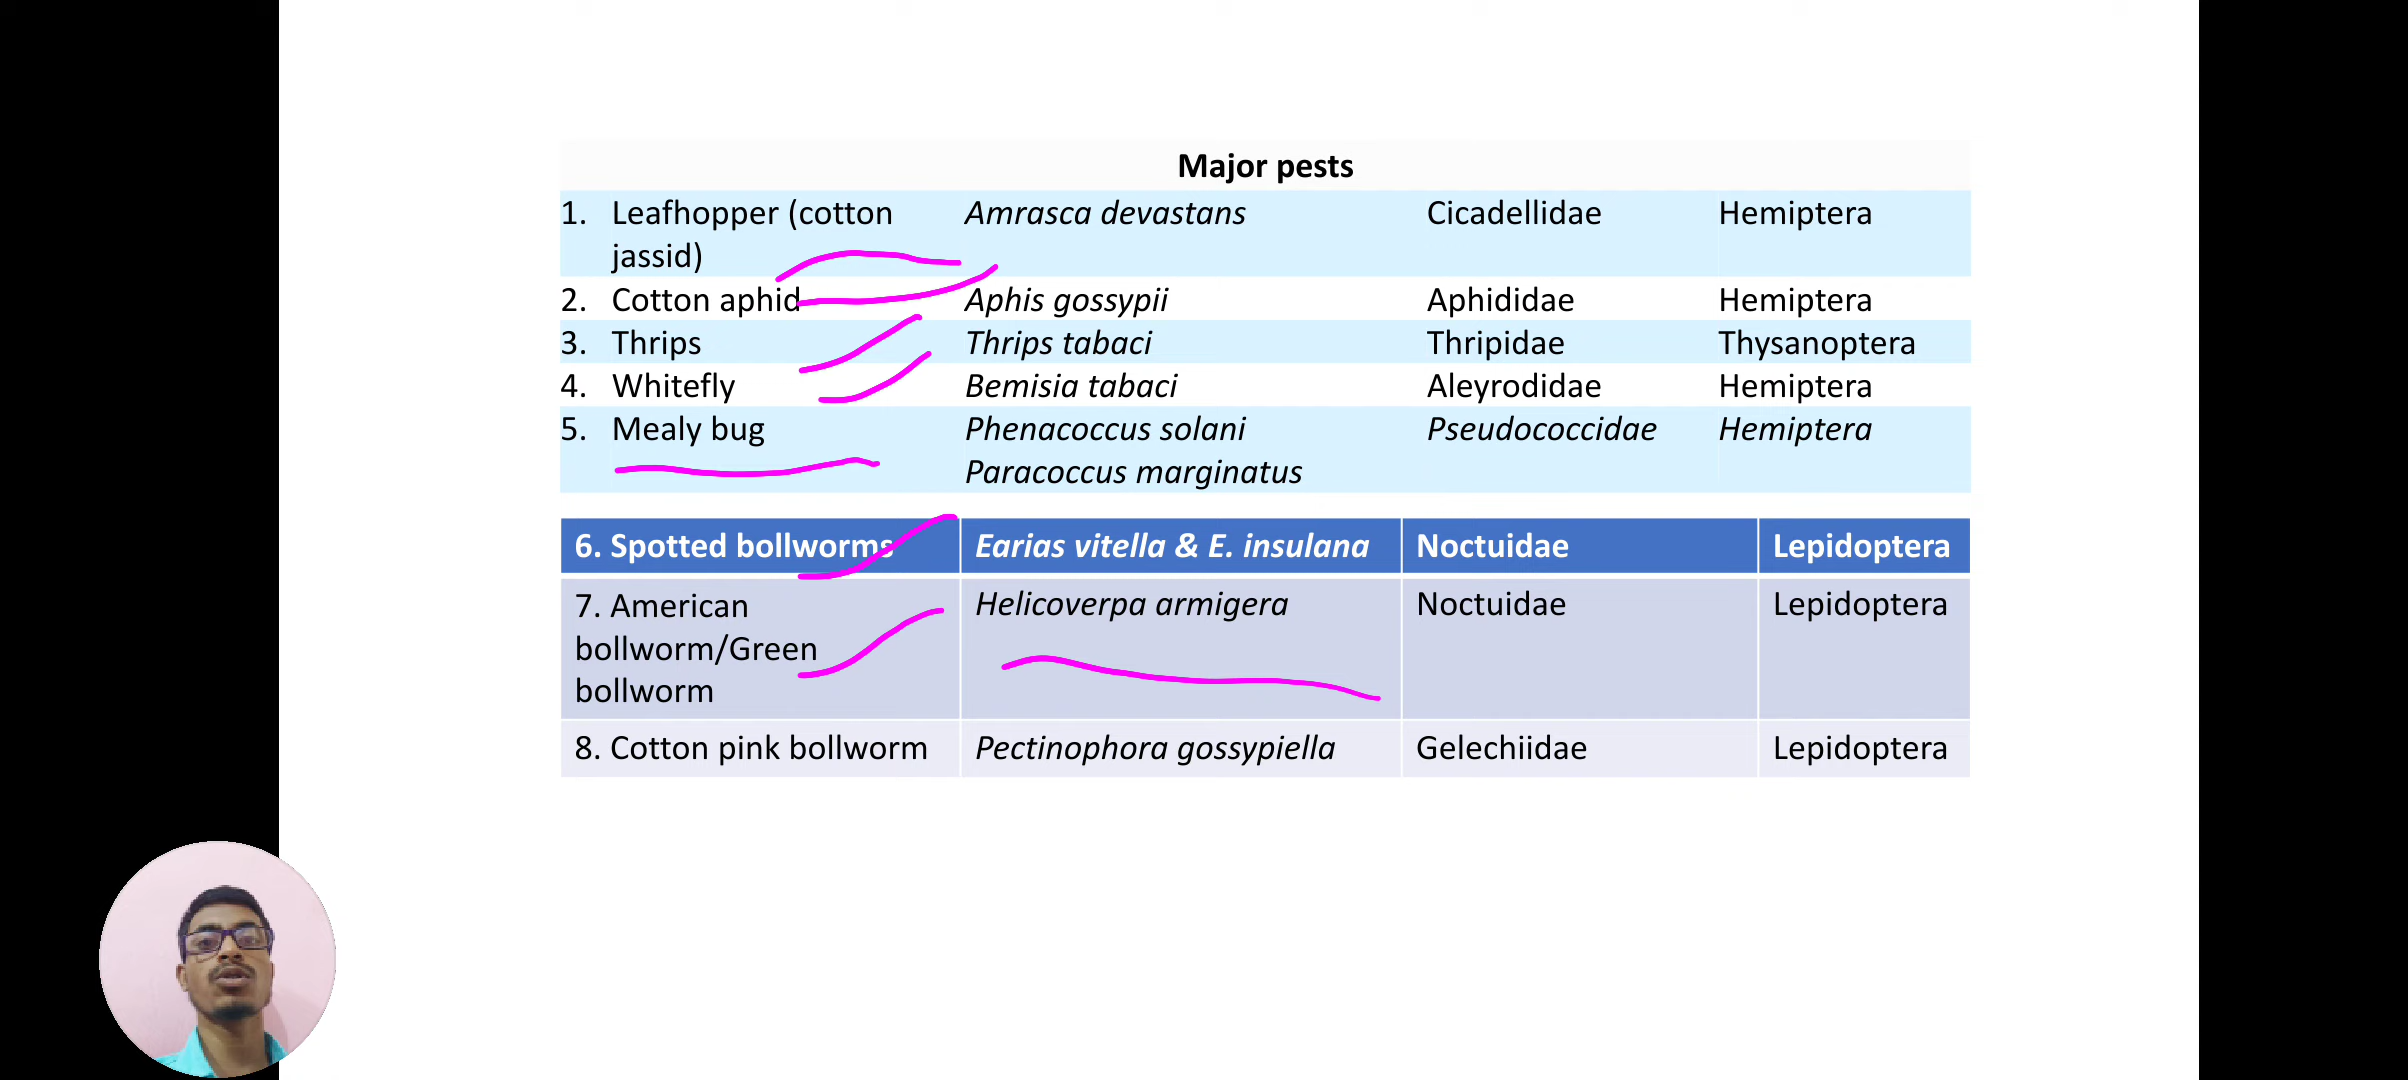 Major pests
1. Leafhopper (cotton Amrasca devastans Cicadellidae Hemiptera
jassid)
2. Cotton aphid Aphis gossypii Aphididae Hemiptera
3. Thrips Thrips tabaci Thripidae Thysanoptera
4. Whitefly Bemisia tabaci Aleyrodidae Hemiptera
5. Mealy bug Phenacoccus solani Pseudococcidae Hemiptera
Paracoccus marginatus
6. Spotted bollworms Earias vitella & E. insulana Noctuidae Lepidoptera
7. American Helicoverpa armigera Noctuidae Lepidoptera
bollworm/Green
bollworm
8. Cotton pink bollworm Pectinophora gossypiella Gelechiidae Lepidoptera